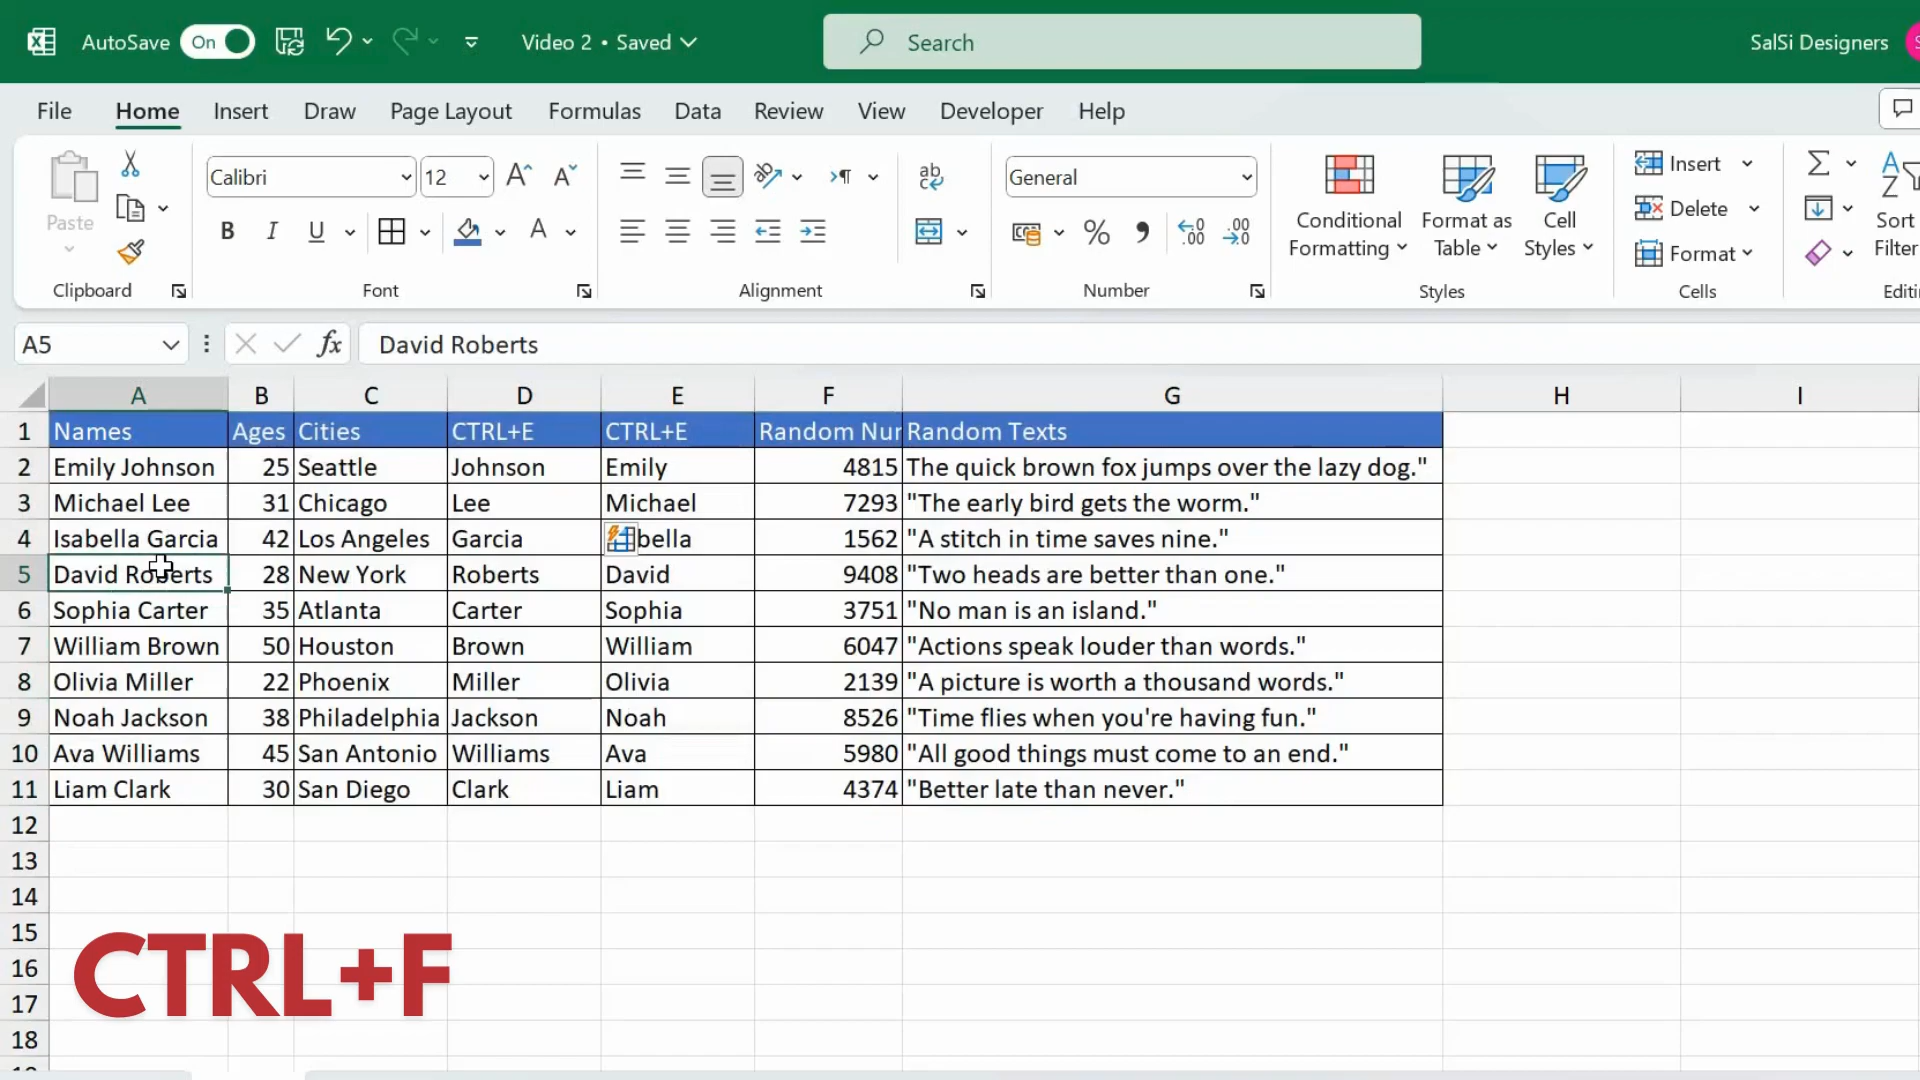 AutoSave On Video 2 • Saved Search SalSi Designers
File Home Insert Draw Page Layout Formulas Data Review View Developer Help
Paste Calibri 12 General Conditional Formatting Format as Table Cell Styles Insert Delete Format Sort Filter
Clipboard Font Alignment Number Styles Cells
A5 fx David Roberts
A B C D E F G H I
1 Names Ages Cities CTRL+E CTRL+E Random Nur Random Texts
2 Emily Johnson 25 Seattle Johnson Emily 4815 The quick brown fox jumps over the lazy dog."
3 Michael Lee 31 Chicago Lee Michael 7293 "The early bird gets the worm."
4 Isabella Garcia 42 Los Angeles Garcia bella 1562 "A stitch in time saves nine."
5 David Roberts 28 New York Roberts David 9408 "Two heads are better than one."
6 Sophia Carter 35 Atlanta Carter Sophia 3751 "No man is an island."
7 William Brown 50 Houston Brown William 6047 "Actions speak louder than words."
8 Olivia Miller 22 Phoenix Miller Olivia 2139 "A picture is worth a thousand words."
9 Noah Jackson 38 Philadelphia Jackson Noah 8526 "Time flies when you're having fun."
10 Ava Williams 45 San Antonio Williams Ava 5980 "All good things must come to an end."
11 Liam Clark 30 San Diego Clark Liam 4374 "Better late than never."
12
13
14
15
16
17
18
CTRL+F